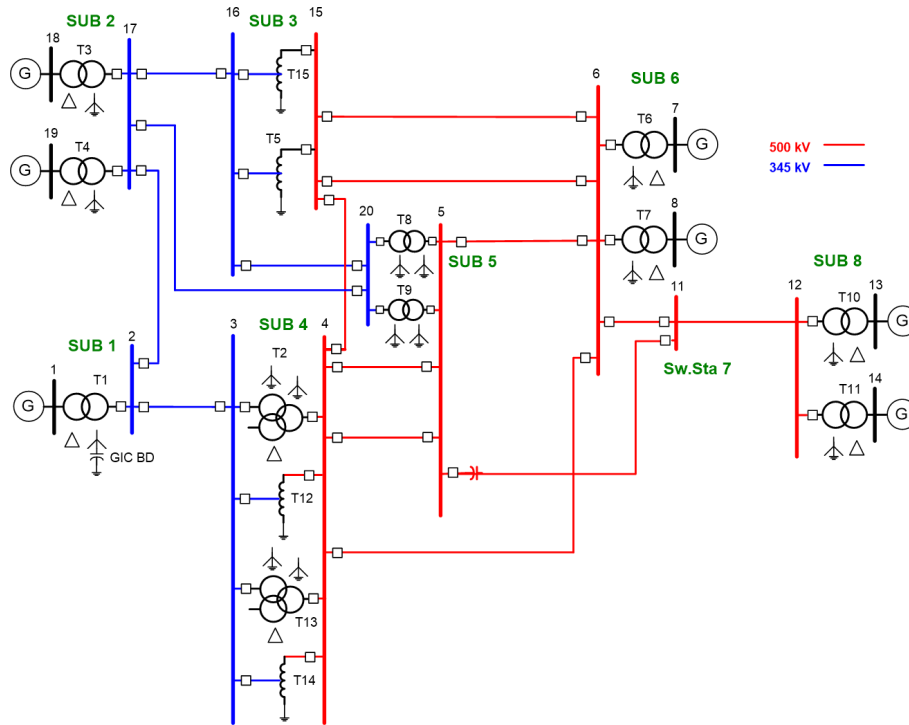 16
SUB 3
15
SUB 2
17
18
T3
G
T15
6
SUB 6
7
T6
G
500 kV
345 kV
19
T4
G
T5
20
T8
5
SUB 5
T9
8
T7
G
SUB 8
11
12
13
T10
G
Sw.Sta 7
SUB 1
2
1
T1
G
GIC BD
3
SUB 4
4
T2
14
T11
G
T12
T13
T14